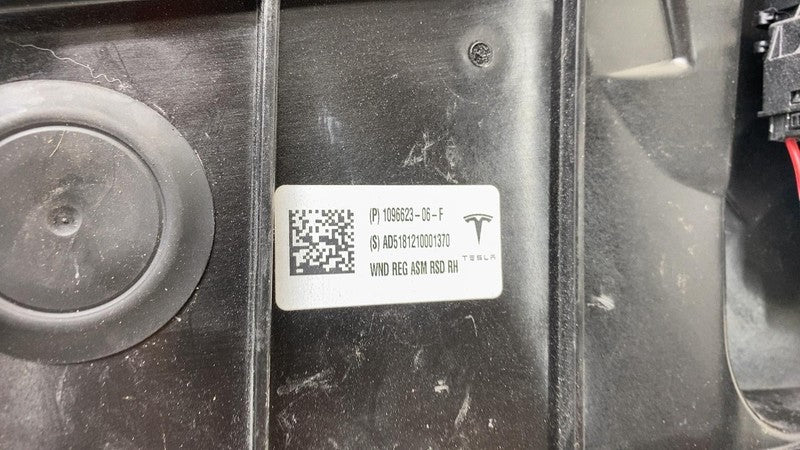 (P) 1096623-06-F
(S) AD5181210001370
TESLA
WND REG ASM RSD RH